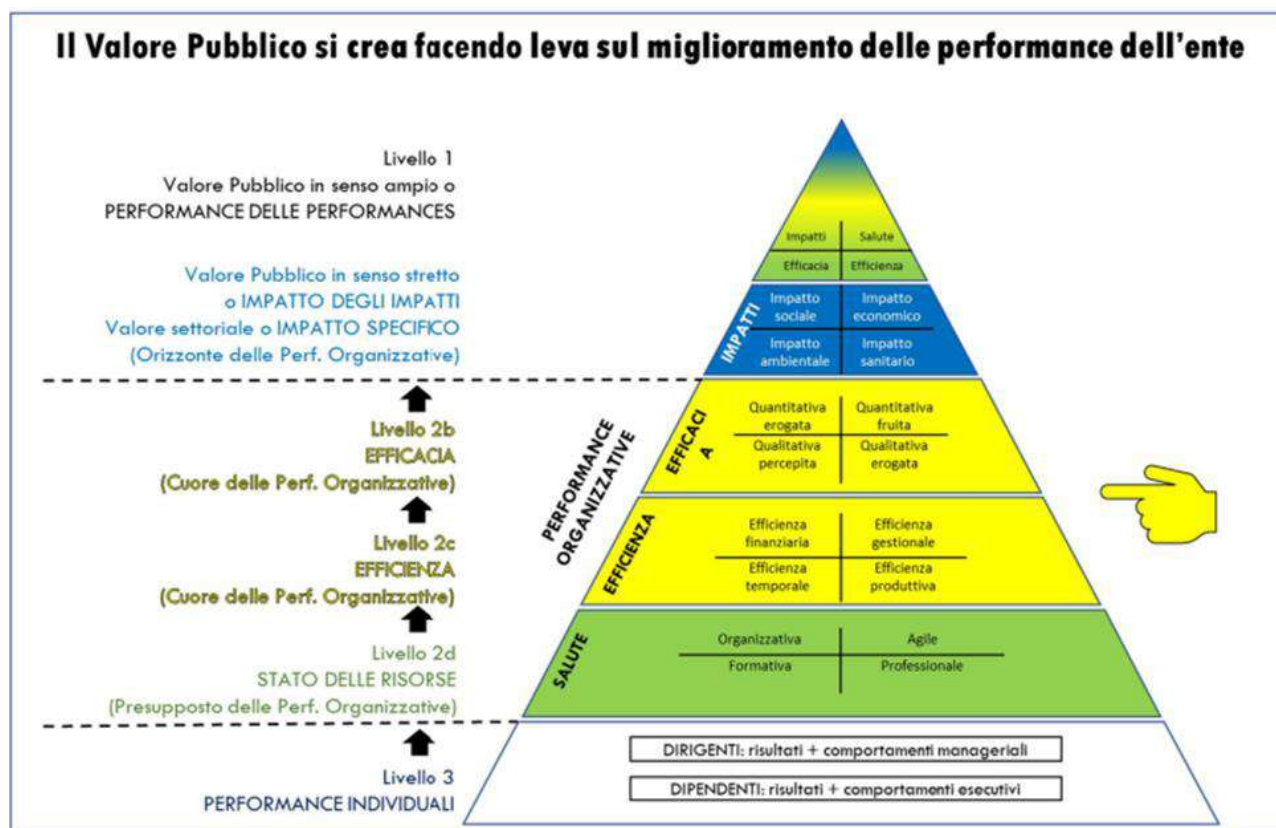 Il Valore Pubblico si crea facendo leva sul miglioramento delle performance dell'ente
Livello 1
Valore Pubblico in senso ampio o
PERFORMANCE DELLE PERFORMANCES
Impatti
Salute
Efficacia
Efficienza
Valore Pubblico in senso stretto
o IMPATTO DEGLI IMPATTI
Valore settoriale o IMPATTO SPECIFICO
(Orizzonte delle Perf. Organizzative)
IMPATTI
Impatto
sociale
Impatto
economico
Impatto
ambientale
Impatto
sanitario
PERFORMANCE
ORGANIZZATIVE
Livello 2b
EFFICACIA
(Cuore delle Perf. Organizzative)
EFFICACI
A
Quantitativa
erogata
Quantitativa
fruita
Qualitativa
percepita
Qualitativa
erogata
Livello 2c
EFFICIENZA
(Cuore delle Perf. Organizzative)
EFFICIENZA
Efficienza
finanziaria
Efficienza
gestionale
Efficienza
temporale
Efficienza
produttiva
Livello 2d
STATO DELLE RISORSE
(Presupposto delle Perf. Organizzative)
SALUTE
Organizzativa
Agile
Formativa
Professionale
Livello 3
PERFORMANCE INDIVIDUALI
DIRIGENTI: risultati + comportamenti manageriali
DIPENDENTI: risultati + comportamenti esecutivi